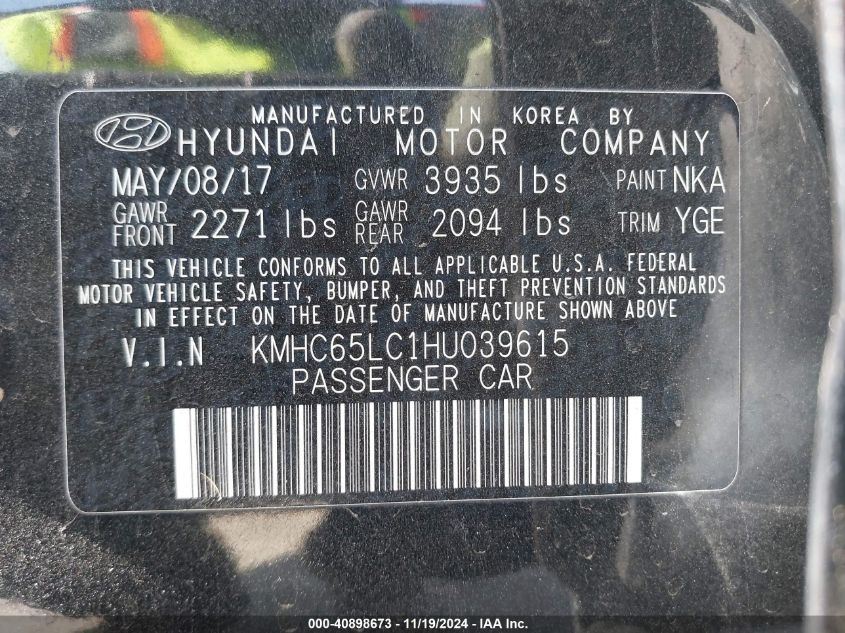 MANUFACTURED IN KOREA BY
HYUNDAI MOTOR COMPANY
MAY/08/17 GVWR 3935 lbs PAINT NKA
GAWR FRONT 2271 lbs GAWR REAR 2094 lbs TRIM YGE
THIS VEHICLE CONFORMS TO ALL APPLICABLE U.S.A. FEDERAL
MOTOR VEHICLE SAFETY, BUMPER, AND THEFT PREVENTION STANDARDS
IN EFFECT ON THE DATE OF MANUFACTURE SHOWN ABOVE
V.I.N KMHC65LC1HU039615
PASSENGER CAR
000-40898673 - 11/19/2024 - IAA Inc.